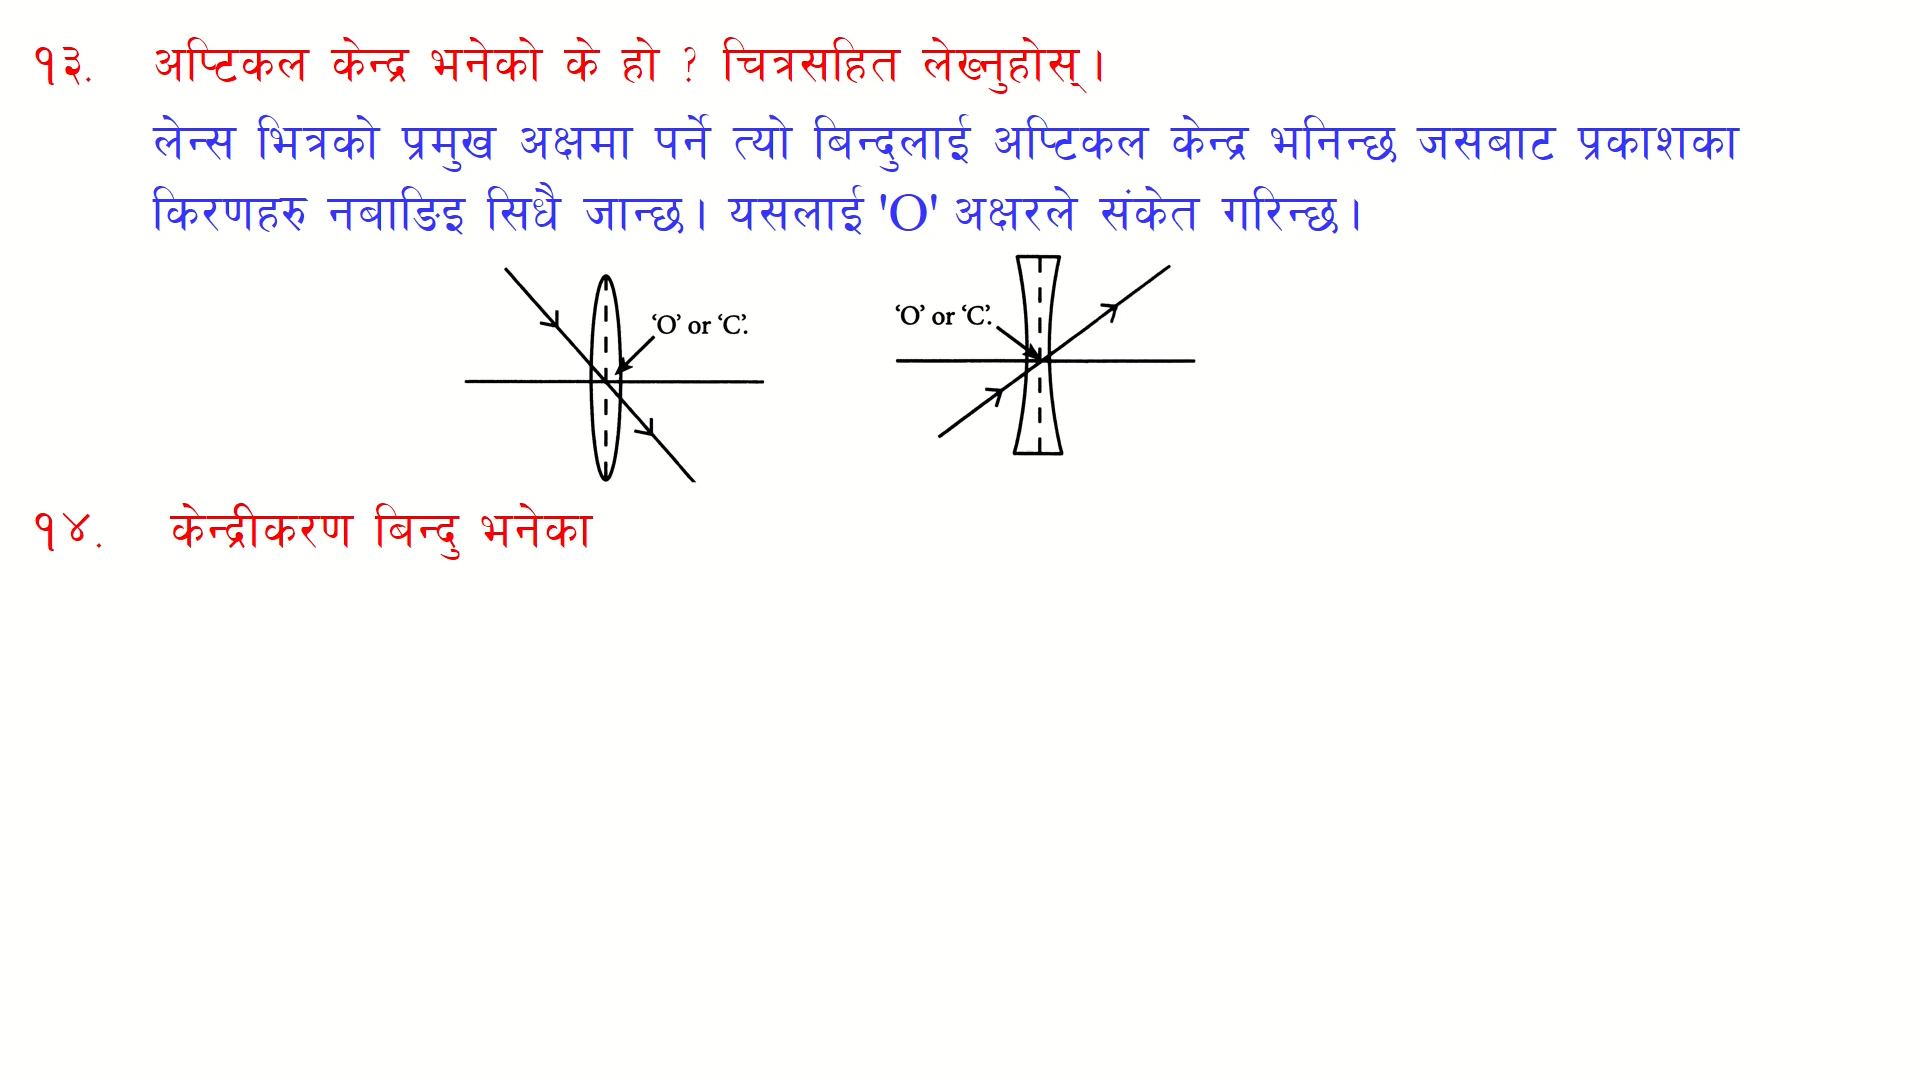 १३. अप्टिकल केन्द्र भनेको के हो ? चित्रसहित लेख्नुहोस्।
लेन्स भित्रको प्रमुख अक्षमा पर्ने त्यो बिन्दुलाई अप्टिकल केन्द्र भनिन्छ जसबाट प्रकाशका
किरणहरु नबाङिइ सिधै जान्छ। यसलाई 'O' अक्षरले संकेत गरिन्छ।
‘O’ or ‘C’.
‘O’ or ‘C’.
१४. केन्द्रीकरण बिन्दु भनेका